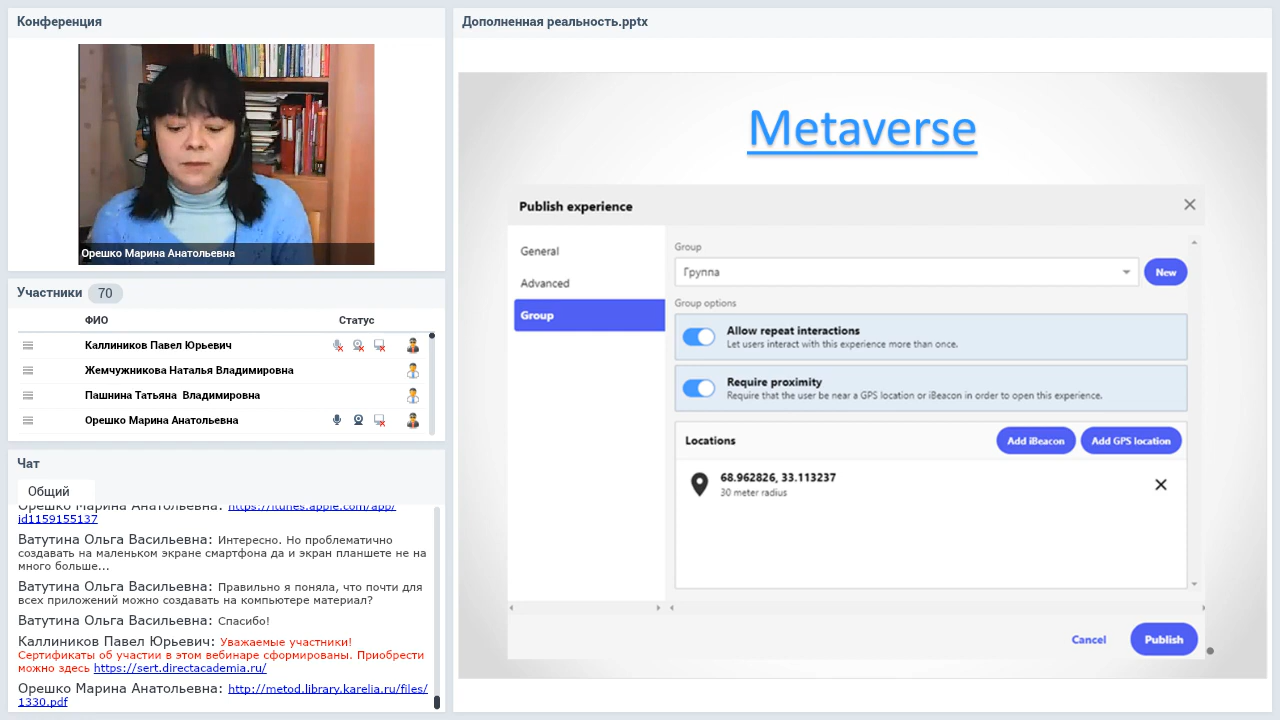 Конференция
Орешко Марина Анатольевна
Участники 70
ФИО Статус
Каллиников Павел Юрьевич
Жемчужникова Наталья Владимировна
Пашнина Татьяна Владимировна
Орешко Марина Анатольевна
Чат
Общий
Орешко Марина Анатольевна: https://itunes.apple.com/app/
id1159155137
Ватутина Ольга Васильевна: Интересно. Но проблематично
создавать на маленьком экране смартфона да и экран планшете не на
много больше...
Ватутина Ольга Васильевна: Правильно я поняла, что почти для
всех приложений можно создавать на компьютере материал?
Ватутина Ольга Васильевна: Спасибо!
Каллиников Павел Юрьевич: Уважаемые участники!
Сертификаты об участии в этом вебинаре сформированы. Приобрести
можно здесь https://sert.directacademia.ru/
Орешко Марина Анатольевна: http://metod.library.karelia.ru/files/
1330.pdf
Дополненная реальность.pptx
Metaverse
Publish experience
General
Advanced
Group
Group
Группа
New
Group options
Allow repeat interactions
Let users interact with this experience more than once.
Require proximity
Require that the user be near a GPS location or iBeacon in order to open this experience.
Locations
Add iBeacon
Add GPS location
68.962826, 33.113237
30 meter radius
Cancel
Publish